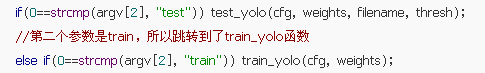 if(0==strcmp(argv[2], "test")) test_yolo(cfg, weights, filename, thresh);
//第二个参数是train，所以跳转到了train_yolo函数
else if(0==strcmp(argv[2], "train")) train_yolo(cfg, weights);